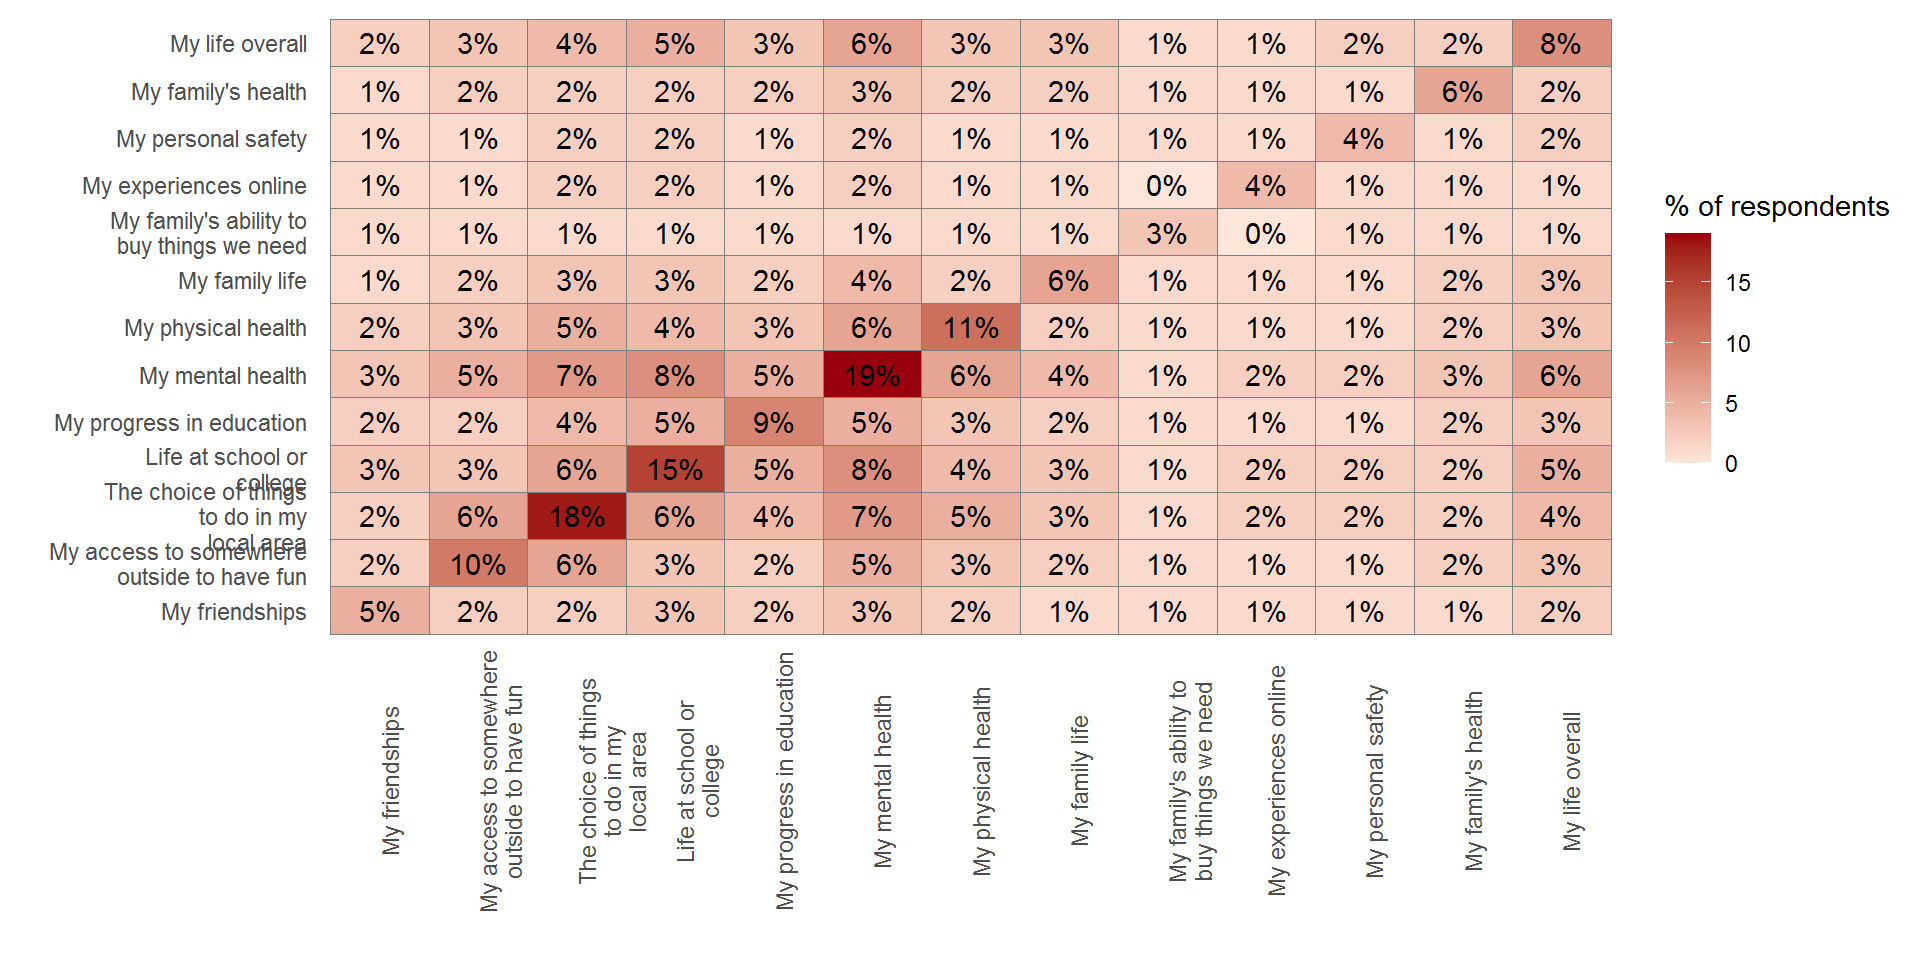 My life overall 2% 3% 4% 5% 3% 6% 3% 3% 1% 1% 2% 2% 8%
My family's health 1% 2% 2% 2% 2% 3% 2% 2% 1% 1% 1% 6% 2%
My personal safety 1% 1% 2% 2% 1% 2% 1% 1% 1% 1% 4% 1% 2%
My experiences online 1% 1% 2% 2% 1% 2% 1% 1% 0% 4% 1% 1% 1%
My family's ability to
buy things we need 1% 1% 1% 1% 1% 1% 1% 1% 3% 0% 1% 1% 1%
My family life 1% 2% 3% 3% 2% 4% 2% 6% 1% 1% 1% 2% 3%
My physical health 2% 3% 5% 4% 3% 6% 11% 2% 1% 1% 1% 2% 3%
My mental health 3% 5% 7% 8% 5% 19% 6% 4% 1% 2% 2% 3% 6%
My progress in education 2% 2% 4% 5% 9% 5% 3% 2% 1% 1% 1% 2% 3%
Life at school or
college 3% 3% 6% 15% 5% 8% 4% 3% 1% 2% 2% 2% 5%
The choice of things
to do in my
local area 2% 6% 18% 6% 4% 7% 5% 3% 1% 2% 2% 2% 4%
My access to somewhere
outside to have fun 2% 10% 6% 3% 2% 5% 3% 2% 1% 1% 1% 2% 3%
My friendships 5% 2% 2% 3% 2% 3% 2% 1% 1% 1% 1% 1% 2%
My friendships
My access to somewhere
outside to have fun
The choice of things
to do in my
local area
Life at school or
college
My progress in education
My mental health
My physical health
My family life
My family's ability to
buy things we need
My experiences online
My personal safety
My family's health
My life overall
% of respondents
15
10
5
0